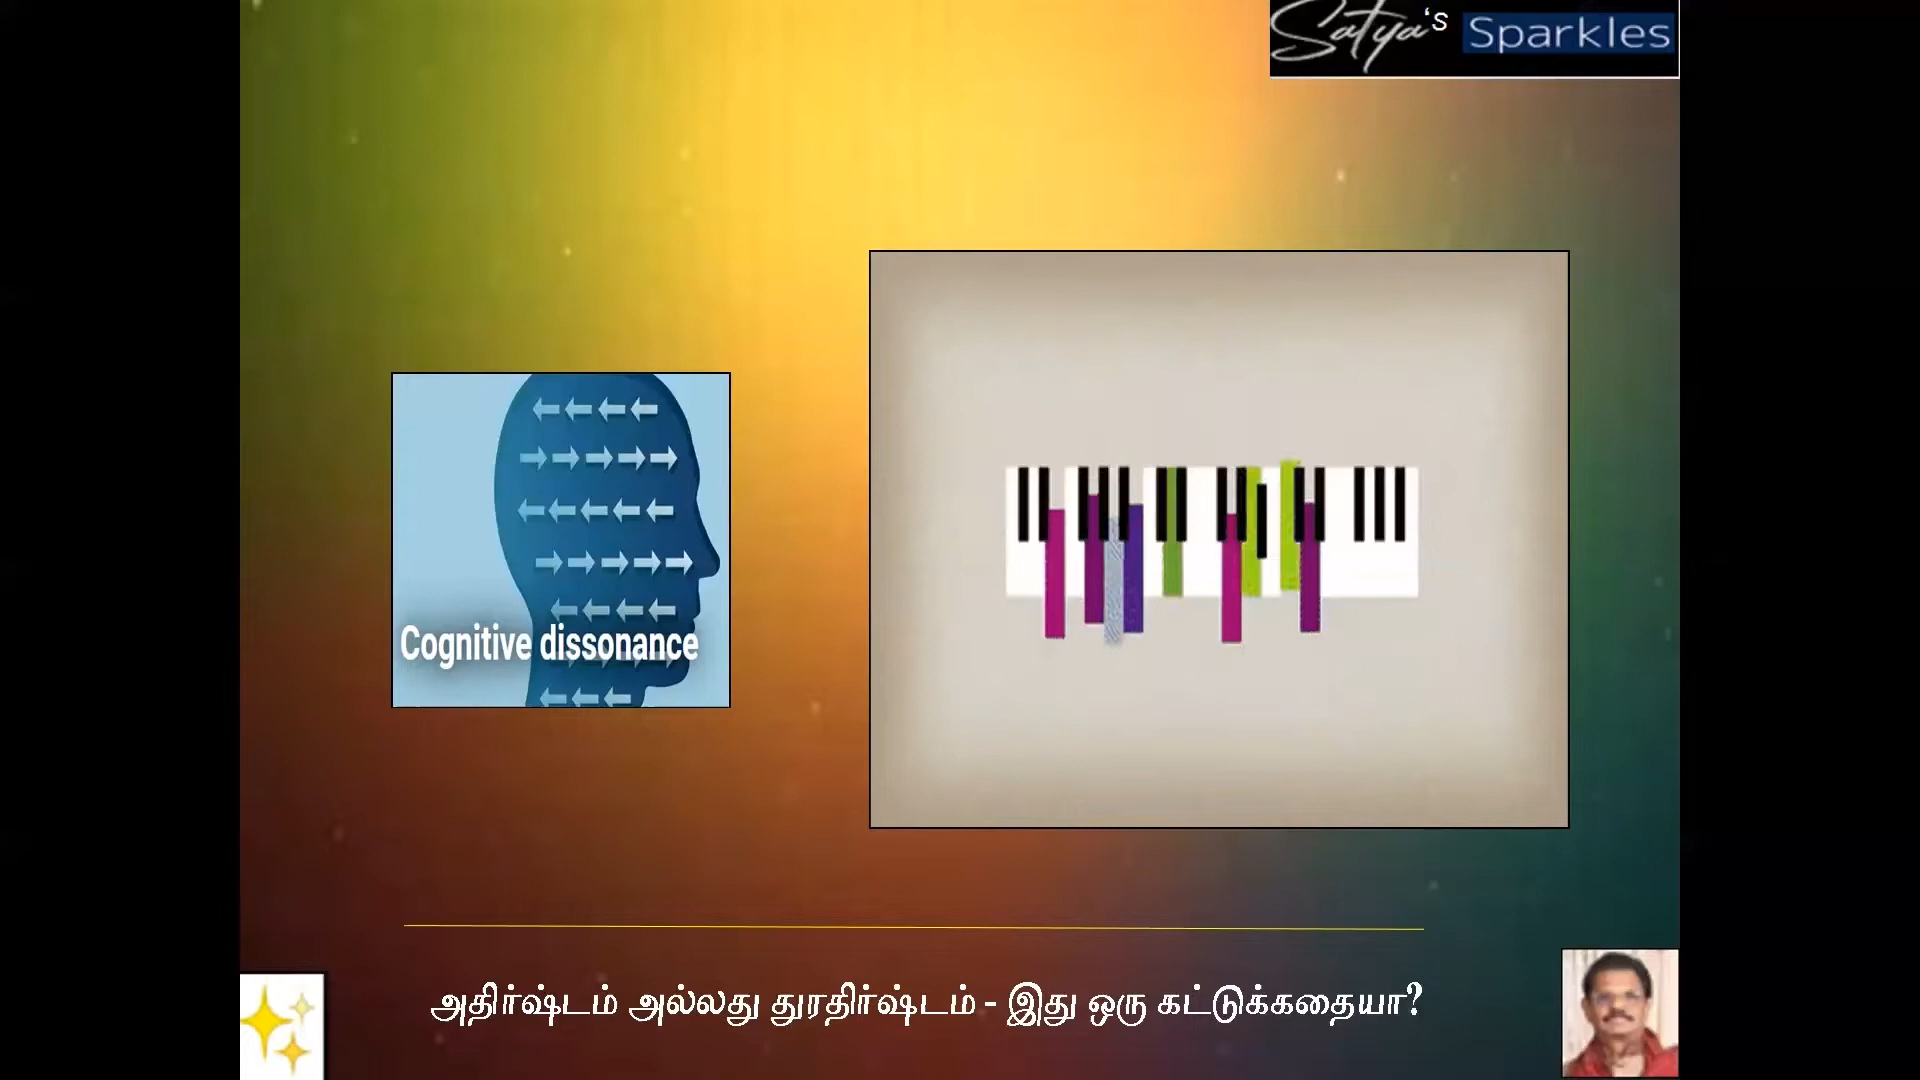 Satya's Sparkles
Cognitive dissonance
அதிர்ஷ்டம் அல்லது துரதிர்ஷ்டம் - இது ஒரு கட்டுக்கதையா?